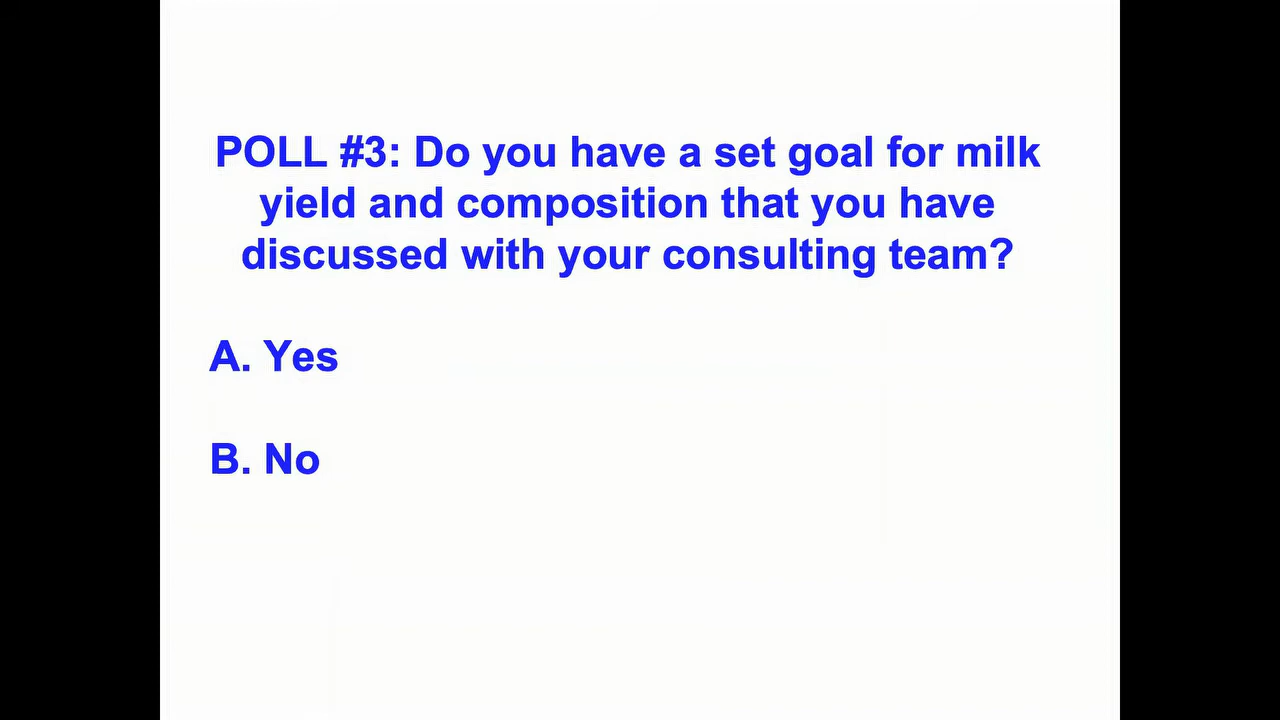 POLL #3: Do you have a set goal for milk
yield and composition that you have
discussed with your consulting team?
A. Yes
B. No